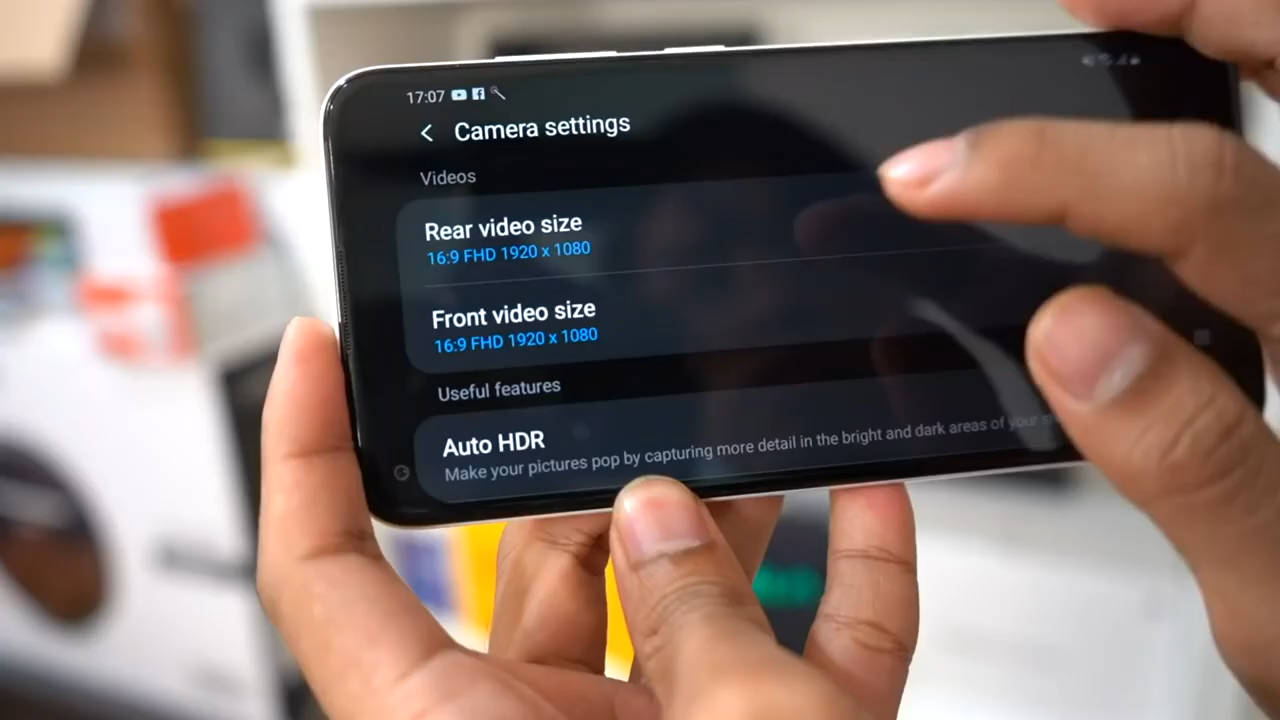 17:07
Camera settings
Videos
Rear video size
16:9 FHD 1920 x 1080
Front video size
16:9 FHD 1920 x 1080
Useful features
Auto HDR
Make your pictures pop by capturing more detail in the bright and dark areas of your